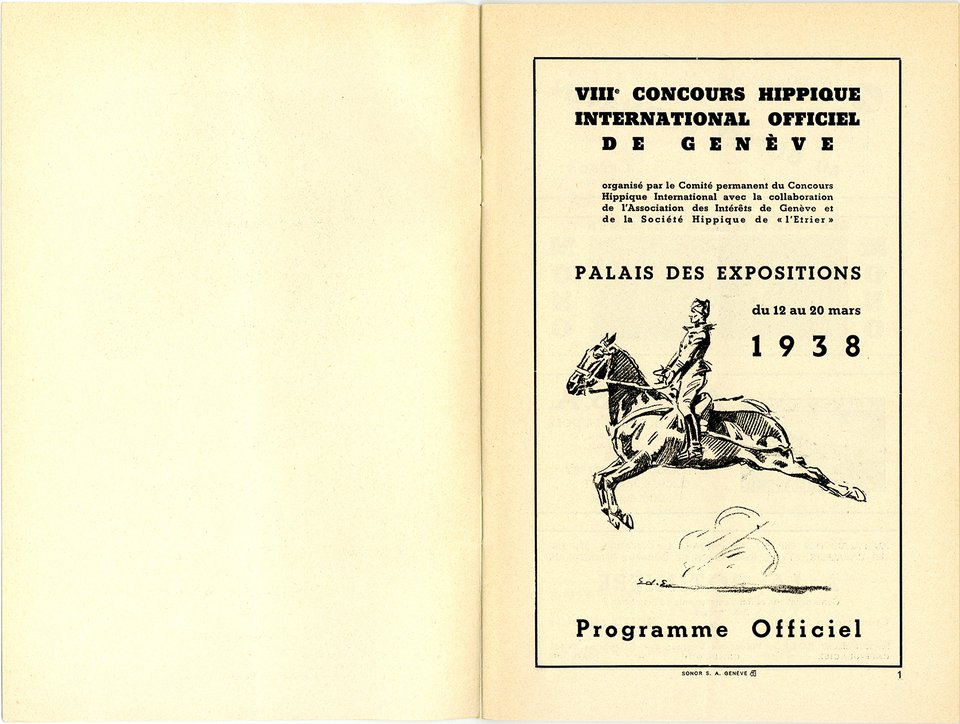 VIIIe CONCOURS HIPPIQUE
INTERNATIONAL OFFICIEL
DE GENÈVE
organisé par le Comité permanent du Concours
Hippique International avec la collaboration
de l'Association des Intérêts de Genève et
de la Société Hippique de « l'Etrier »
PALAIS DES EXPOSITIONS
du 12 au 20 mars
1938
Programme Officiel
SONOR S. A. GENÈVE
1